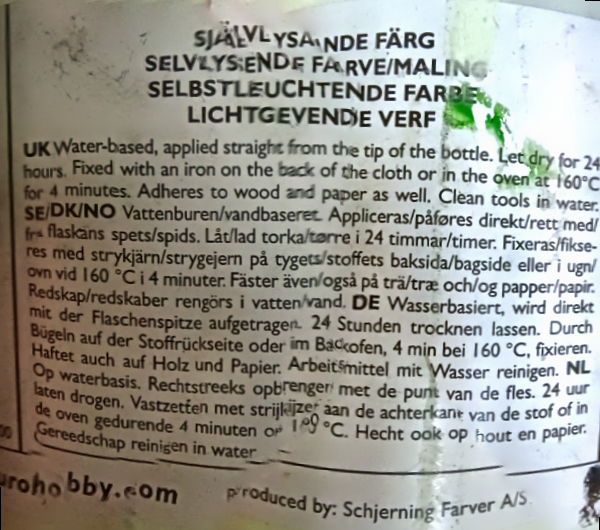 SJÄLVLYSANDE FÄRG
SELVLYSENDE FARVE/MALING
SELBSTLEUCHTENDE FARBE
LICHTGEVENDE VERF
UK Water-based, applied straight from the tip of the bottle. Let dry for 24
hours. Fixed with an iron on the back of the cloth or in the oven at 160°C
for 4 minutes. Adheres to wood and paper as well. Clean tools in water.
SE/DK/NO Vattenburen/vandbaseret. Appliceras/påføres direkt/rett med/
fra flaskans spets/spids. Låt/lad torka/tørre i 24 timmar/timer. Fixeras/fikse-
res med strykjärn/strygejern på tygets/stoffets baksida/bagside eller i ugn/
ovn vid 160 °C i 4 minuter. Fäster även/også på trä/træ och/og papper/papir.
Redskap/redskaber rengörs i vatten/vand. DE Wasserbasiert, wird direkt
mit der Flaschenspitze aufgetragen. 24 Stunden trocknen lassen. Durch
Bügeln auf der Stoffrückseite oder im Backofen, 4 min bei 160 °C, fixieren.
Haftet auch auf Holz und Papier. Arbeitsmittel mit Wasser reinigen. NL
Op waterbasis. Rechtstreeks opbrengen met de punt van de fles. 24 uur
laten drogen. Vastzetten met strijkijzer aan de achterkant van de stof of in
de oven gedurende 4 minuten op °C. Hecht ook op hout en papier.
Gereedschap reinigen in water
urohobby.com
produced by: Schjerning Farver A/S